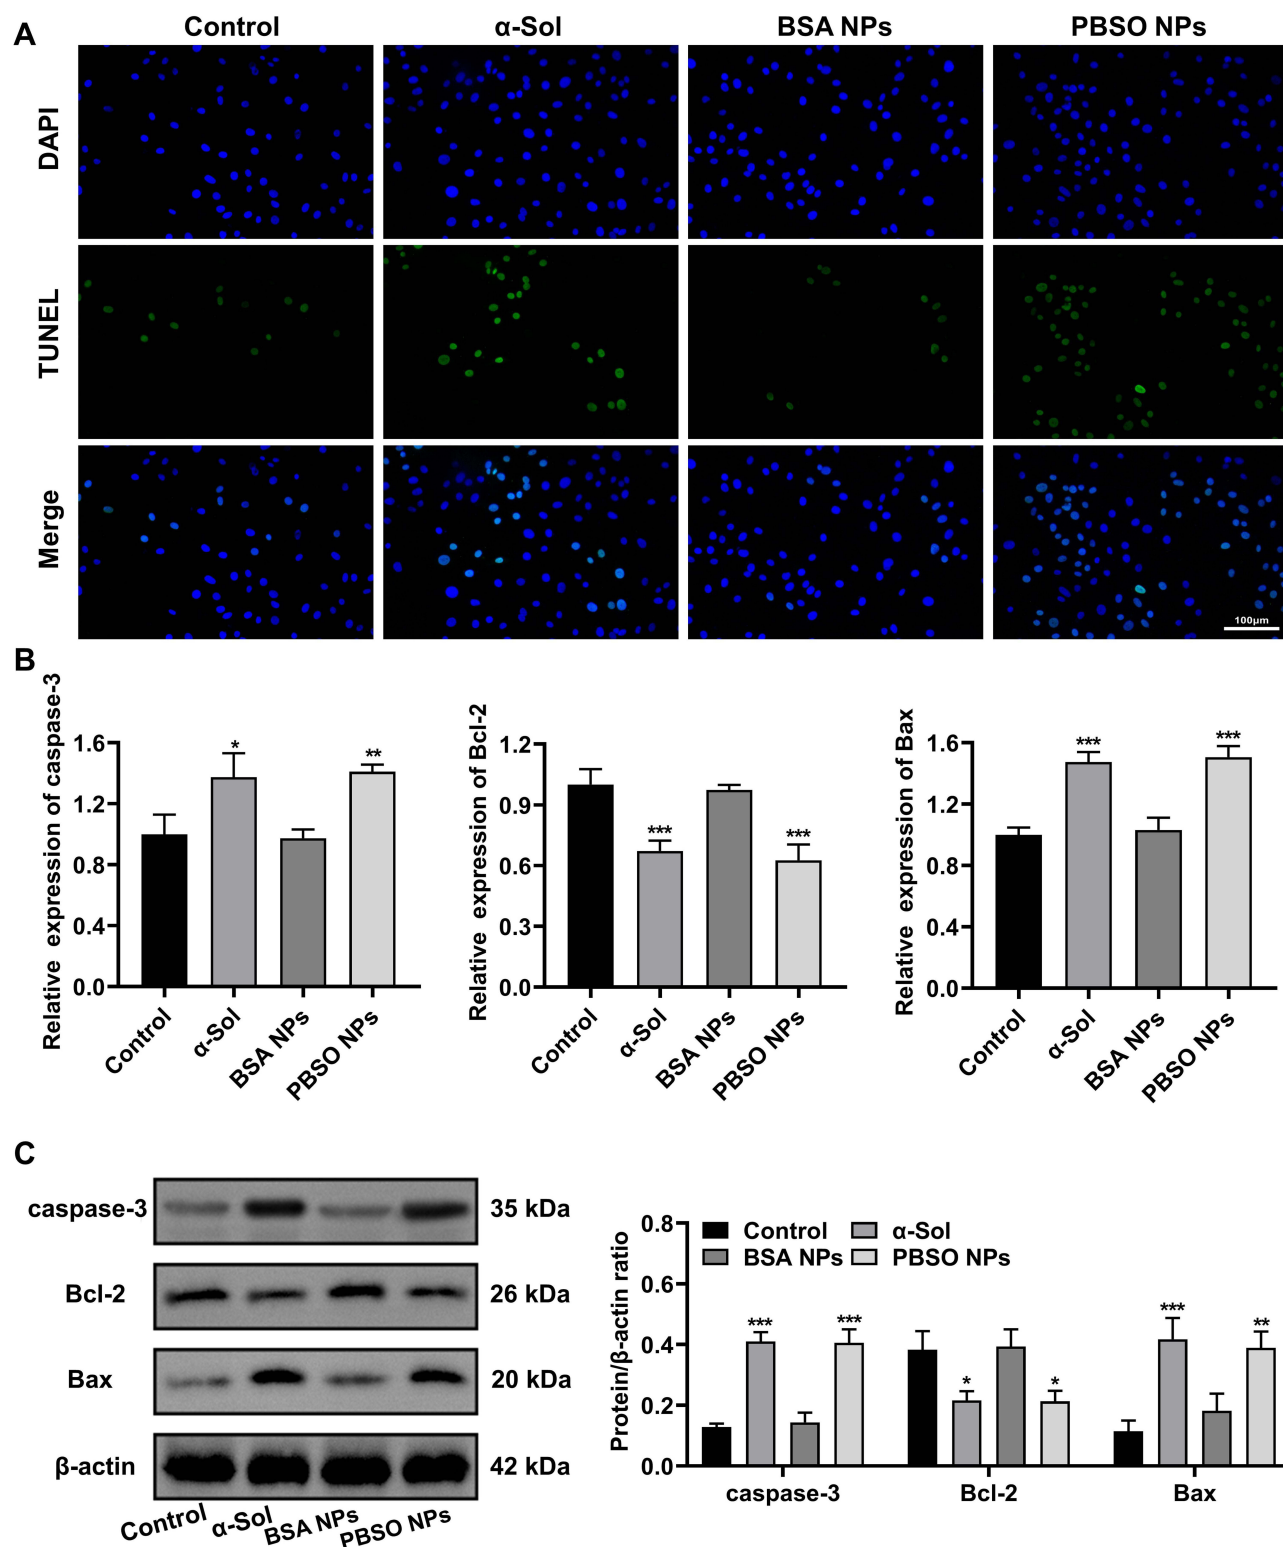 A
Control
α-Sol
BSA NPs
PBSO NPs
DAPI
TUNEL
Merge
100μm
B
Relative expression of caspase-3
1.6
1.2
0.8
0.4
0.0
*
**
Control
α-Sol
BSA NPs
PBSO NPs
Relative expression of Bcl-2
1.2
0.9
0.6
0.3
0.0
***
***
Control
α-Sol
BSA NPs
PBSO NPs
Relative expression of Bax
1.6
1.2
0.8
0.4
0.0
***
***
Control
α-Sol
BSA NPs
PBSO NPs
C
caspase-3
35 kDa
Bcl-2
26 kDa
Bax
20 kDa
β-actin
42 kDa
Control
α-Sol
BSA NPs
PBSO NPs
Protein/β-actin ratio
0.8
0.6
0.4
0.2
0.0
Control
α-Sol
BSA NPs
PBSO NPs
***
***
*
*
***
**
caspase-3
Bcl-2
Bax